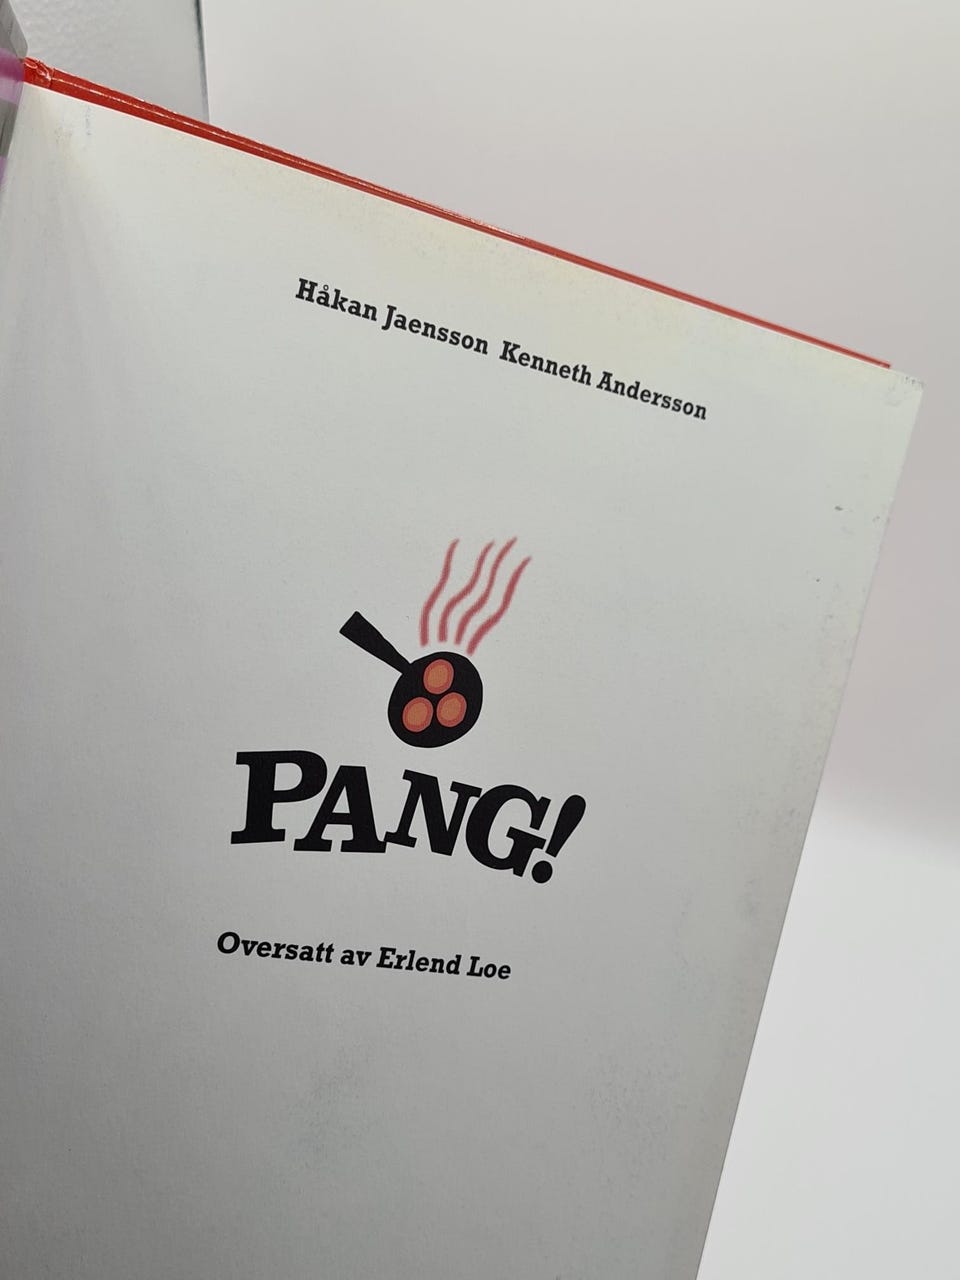 Håkan Jaensson Kenneth Andersson
PANG!
Oversatt av Erlend Loe